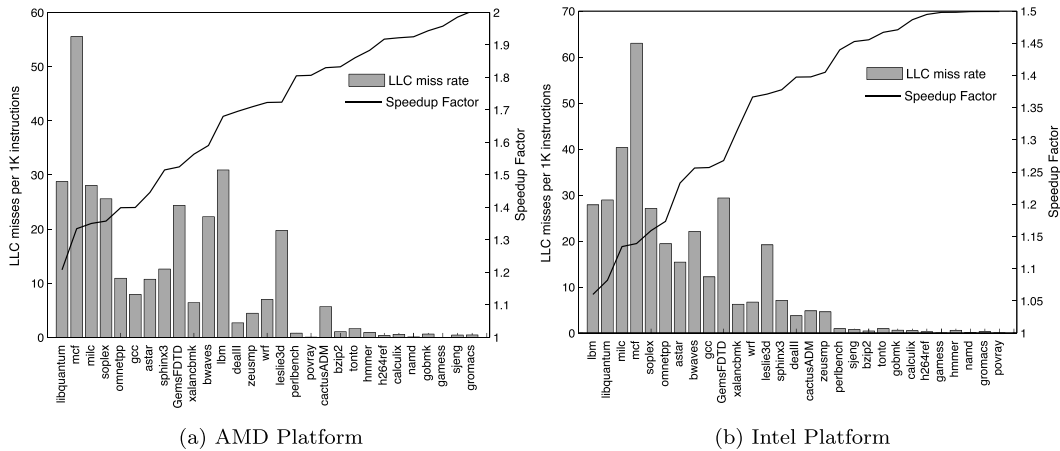 60
50
40
30
20
10
0
LLC misses per 1K instructions
LLC miss rate
Speedup Factor
2
1.9
1.8
1.7
1.6
1.5
1.4
1.3
1.2
1.1
1
Speedup Factor
libquantum
mcf
milc
soplex
omnetpp
gcc
astar
sphinx3
GemsFDTD
xalancbmk
bwaves
lbm
dealII
zeusmp
wrf
leslie3d
perlbench
povray
cactusADM
bzip2
tonto
hmmer
h264ref
calculix
namd
gobmk
gamess
sjeng
gromacs
(a) AMD Platform
70
60
50
40
30
20
10
0
LLC misses per 1K instructions
LLC miss rate
Speedup Factor
1.5
1.45
1.4
1.35
1.3
1.25
1.2
1.15
1.1
1.05
1
Speedup Factor
lbm
libquantum
milc
mcf
soplex
omnetpp
astar
bwaves
gcc
GemsFDTD
xalancbmk
wrf
leslie3d
sphinx3
dealII
cactusADM
zeusmp
perlbench
sjeng
bzip2
tonto
gobmk
calculix
h264ref
gamess
hmmer
namd
gromacs
povray
(b) Intel Platform